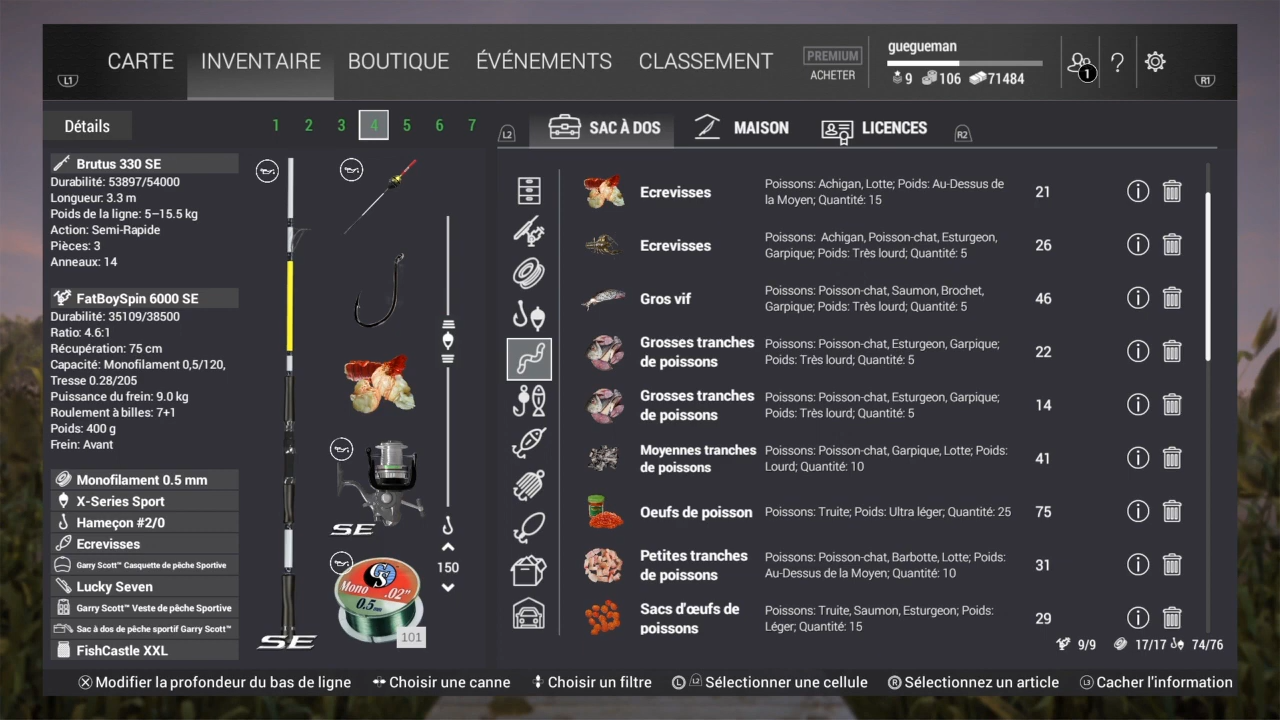 CARTE INVENTAIRE BOUTIQUE ÉVÉNEMENTS CLASSEMENT
L1
PREMIUM
ACHETER
guegueman
9 106 71484
1
?
R1
Détails
1 2 3 4 5 6 7
L2 SAC À DOS MAISON LICENCES R2
Brutus 330 SE
Durabilité: 53897/54000
Longueur: 3.3 m
Poids de la ligne: 5–15.5 kg
Action: Semi-Rapide
Pièces: 3
Anneaux: 14
FatBoySpin 6000 SE
Durabilité: 35109/38500
Ratio: 4.6:1
Récupération: 75 cm
Capacité: Monofilament 0,5/120,
Tresse 0.28/205
Puissance du frein: 9.0 kg
Roulement à billes: 7+1
Poids: 400 g
Frein: Avant
Monofilament 0.5 mm
X-Series Sport
Hameçon #2/0
Ecrevisses
Garry Scott™ Casquette de pêche Sportive
Lucky Seven
Garry Scott™ Veste de pêche Sportive
Sac à dos de pêche sportif Garry Scott™
FishCastle XXL
SE
SE
GS
Mono .02"
0.5mm
101
150
Ecrevisses
Poissons: Achigan, Lotte; Poids: Au-Dessus de
la Moyen; Quantité: 15
21
Ecrevisses
Poissons: Achigan, Poisson-chat, Esturgeon,
Garpique; Poids: Très lourd; Quantité: 5
26
Gros vif
Poissons: Poisson-chat, Saumon, Brochet,
Garpique; Poids: Très lourd; Quantité: 5
46
Grosses tranches
de poissons
Poissons: Poisson-chat, Esturgeon, Garpique;
Poids: Très lourd; Quantité: 5
22
Grosses tranches
de poissons
Poissons: Poisson-chat, Esturgeon, Garpique;
Poids: Très lourd; Quantité: 5
14
Moyennes tranches
de poissons
Poissons: Poisson-chat, Garpique, Lotte; Poids:
Lourd; Quantité: 10
41
Oeufs de poisson
Poissons: Truite; Poids: Ultra léger; Quantité: 25
75
Petites tranches
de poissons
Poissons: Poisson-chat, Barbotte, Lotte; Poids:
Au-Dessus de la Moyen; Quantité: 10
31
Sacs d'œufs de
poissons
Poissons: Truite, Saumon, Esturgeon; Poids:
Léger; Quantité: 15
29
9/9 17/17 74/76
Modifier la profondeur du bas de ligne Choisir une canne Choisir un filtre L L2 Sélectionner une cellule R Sélectionnez un article L3 Cacher l'information